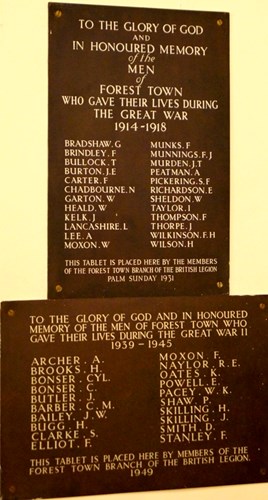 TO THE GLORY OF GOD
AND
IN HONOURED MEMORY
of the
MEN
of
FOREST TOWN
WHO GAVE THEIR LIVES DURING
THE GREAT WAR
1914-1918
BRADSHAW. G
BRINDLEY. F
BULLOCK. T
BURTON. J. E
CARTER. F
CHADBOURNE. N
GARTON. W
HEALD. W
KELK. J
LANCASHIRE. L
LEE. A
MOXON. W
MUNKS. F
MUNNINGS. F. J
MURDEN. J. T
PEATMAN. A
PICKERING. S. F
RICHARDSON. E
SHELDON. W
TAYLOR. I
THOMPSON. F
THORPE. J
WILKINSON. F. H
WILSON. H
THIS TABLET IS PLACED HERE BY THE MEMBERS
OF THE FOREST TOWN BRANCH OF THE BRITISH LEGION
PALM SUNDAY 1931
TO THE GLORY OF GOD AND IN HONOURED
MEMORY OF THE MEN OF FOREST TOWN WHO
GAVE THEIR LIVES DURING THE GREAT WAR II
1939 - 1945
ARCHER . A.
BROOKS . H.
BONSER . CYL.
BONSER . C.
BUTLER . J.
BARBER . C. M.
BAILEY . J. W.
BUGG . H.
CLARKE . S.
ELLIOT . F.
MOXON . F.
NAYLOR . R. E.
OATES . K.
POWELL . E.
PACEY . W. K.
SHAW . P.
SKILLING . H.
SKILLING . J.
SMITH . D.
STANLEY . F.
THIS TABLET IS PLACED HERE BY MEMBERS OF THE
FOREST TOWN BRANCH OF THE BRITISH LEGION.
1949